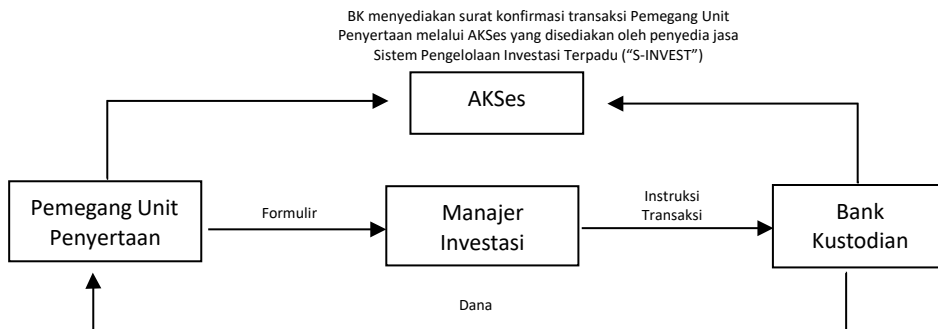 BK menyediakan surat konfirmasi transaksi Pemegang Unit
Penyertaan melalui AKSes yang disediakan oleh penyedia jasa
Sistem Pengelolaan Investasi Terpadu (“S-INVEST”)
AKSes
Pemegang Unit
Penyertaan
Formulir
Manajer
Investasi
Instruksi
Transaksi
Bank
Kustodian
Dana